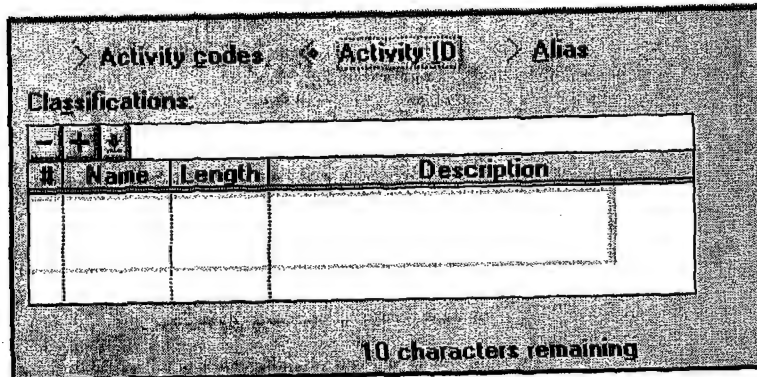 Activity codes Activity ID Alias
Classifications:
- +
# Name Length Description
10 characters remaining